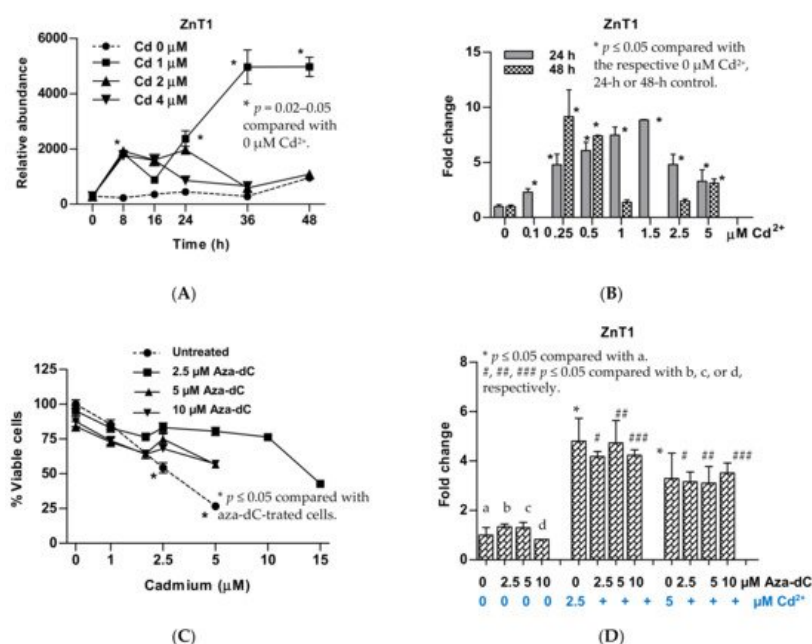 ZnT1
Cd 0 μM
Cd 1 μM
Cd 2 μM
Cd 4 μM
* p = 0.02–0.05
compared with
0 μM Cd²⁺.
*
*
*
*
6000
4000
2000
0
Relative abundance
0 8 16 24 36 48
Time (h)
(A)
ZnT1
24 h
48 h
* p ≤ 0.05 compared with
the respective 0 μM Cd²⁺,
24-h or 48-h control.
15
10
5
0
Fold change
* * * * * * * * * * *
0 0.1 0.25 0.5 1 1.5 2.5 5 μM Cd²⁺
(B)
Untreated
2.5 μM Aza-dC
5 μM Aza-dC
10 μM Aza-dC
125
100
75
50
25
0
% Viable cells
*
*
* p ≤ 0.05 compared with
aza-dC-trated cells.
0 1 2.5 5 10 15
Cadmium (μM)
(C)
ZnT1
* p ≤ 0.05 compared with a.
#, ##, ### p ≤ 0.05 compared with b, c, or d,
respectively.
8
6
4
2
0
Fold change
a b c d
* # ## ###
* # ## ###
0 2.5 5 10 0 2.5 5 10 0 2.5 5 10 μM Aza-dC
0 0 0 0 2.5 + + + 5 + + + μM Cd²⁺
(D)